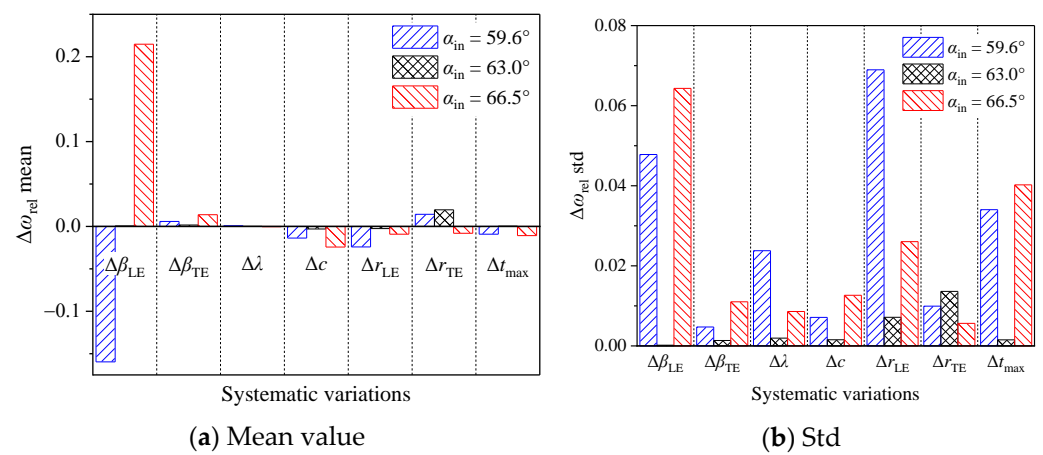 0.2
0.1
0.0
−0.1
Δω_rel mean
α_in = 59.6°
α_in = 63.0°
α_in = 66.5°
Δβ_LE Δβ_TE Δλ Δc Δr_LE Δr_TE Δt_max
Systematic variations
(a) Mean value
0.08
0.06
0.04
0.02
0.00
Δω_rel std
α_in = 59.6°
α_in = 63.0°
α_in = 66.5°
Δβ_LE Δβ_TE Δλ Δc Δr_LE Δr_TE Δt_max
Systematic variations
(b) Std